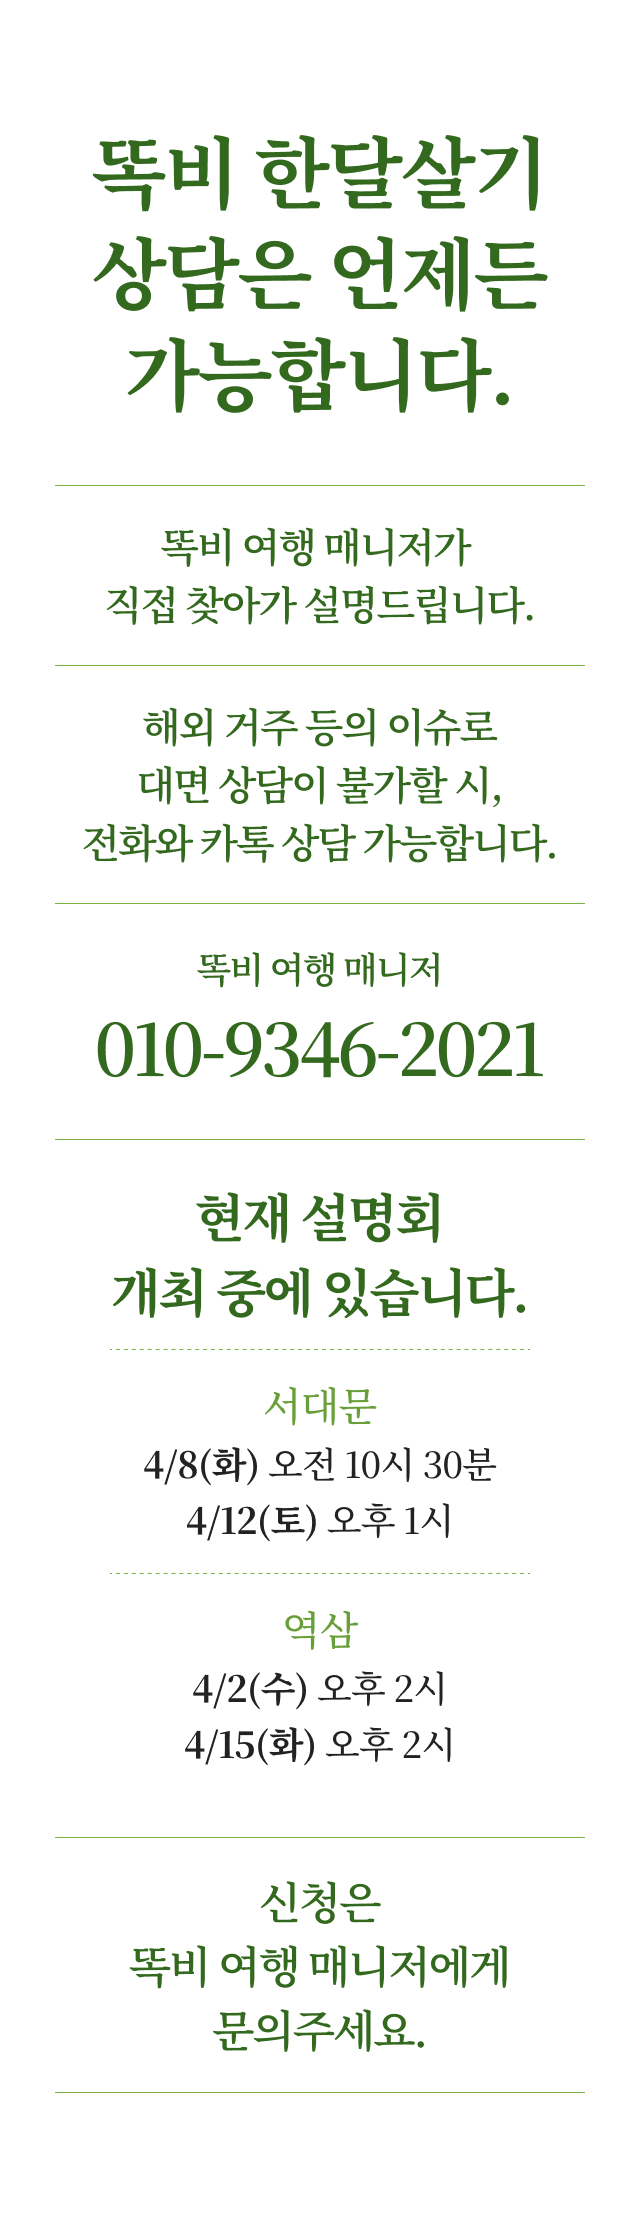 똑비 한달살기
상담은 언제든
가능합니다.
똑비 여행 매니저가
직접 찾아가 설명드립니다.
해외 거주 등의 이슈로
대면 상담이 불가할 시,
전화와 카톡 상담 가능합니다.
똑비 여행 매니저
010-9346-2021
현재 설명회
개최 중에 있습니다.
서대문
4/8(화) 오전 10시 30분
4/12(토) 오후 1시
역삼
4/2(수) 오후 2시
4/15(화) 오후 2시
신청은
똑비 여행 매니저에게
문의주세요.